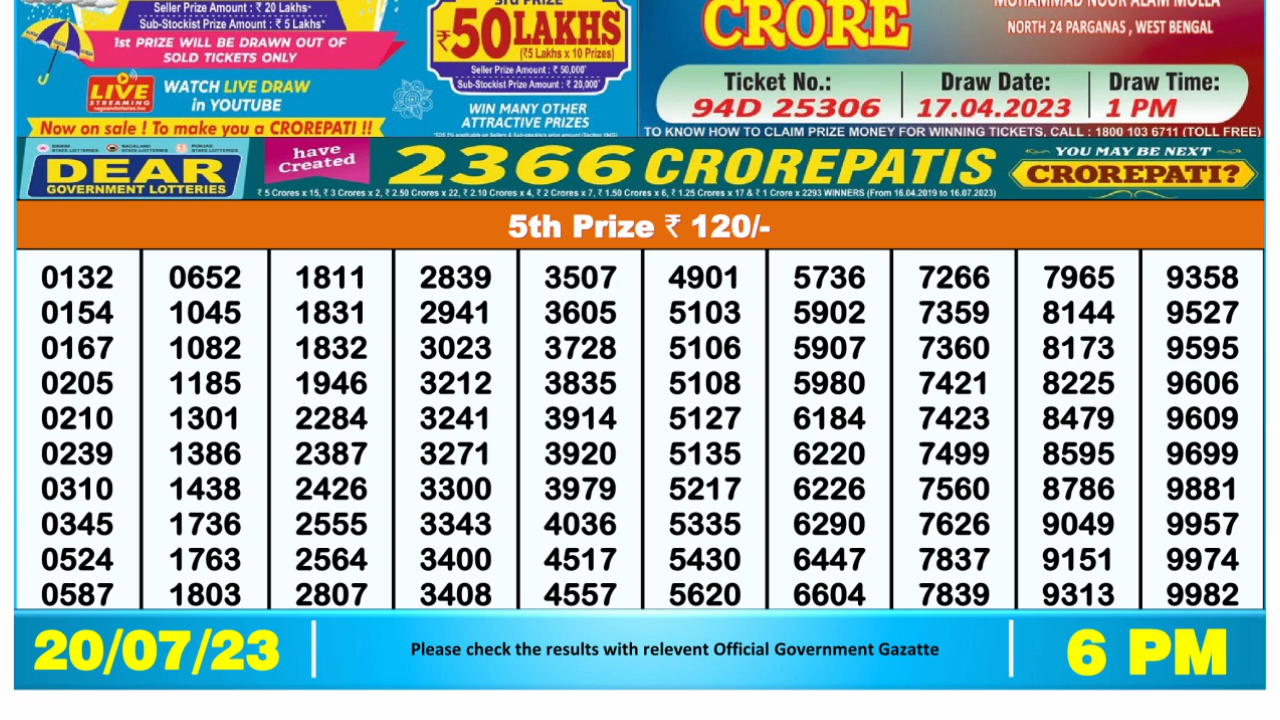 Seller Prize Amount : ₹ 20 Lakhs*
Sub-Stockist Prize Amount : ₹ 5 Lakhs*
1st PRIZE WILL BE DRAWN OUT OF
SOLD TICKETS ONLY
LIVE
STREAMING
WATCH LIVE DRAW
in YOUTUBE
Now on sale ! To make you a CROREPATI !!
3rd PRIZE
₹50LAKHS
(₹5 Lakhs x 10 Prizes)
Seller Prize Amount : ₹ 50,000*
Sub-Stockist Prize Amount : ₹ 20,000*
WIN MANY OTHER
ATTRACTIVE PRIZES
CRORE
MOHAMMAD NOOR ALAM MOLLA
NORTH 24 PARGANAS , WEST BENGAL
Ticket No.: Draw Date: Draw Time:
94D 25306 17.04.2023 1 PM
TO KNOW HOW TO CLAIM PRIZE MONEY FOR WINNING TICKETS, CALL : 1800 103 6711 (TOLL FREE)
DEAR
GOVERNMENT LOTTERIES
have
Created
2366 CROREPATIS
₹ 5 Crores x 15, ₹ 3 Crores x 2, ₹ 2.50 Crores x 22, ₹ 2.10 Crores x 4, ₹ 2 Crores x 7, ₹ 1.50 Crores x 6, ₹ 1.25 Crores x 17 & ₹ 1 Crore x 2293 WINNERS (From 16.04.2019 to 16.07.2023)
YOU MAY BE NEXT
CROREPATI?
5th Prize ₹ 120/-
0132 0652 1811 2839 3507 4901 5736 7266 7965 9358
0154 1045 1831 2941 3605 5103 5902 7359 8144 9527
0167 1082 1832 3023 3728 5106 5907 7360 8173 9595
0205 1185 1946 3212 3835 5108 5980 7421 8225 9606
0210 1301 2284 3241 3914 5127 6184 7423 8479 9609
0239 1386 2387 3271 3920 5135 6220 7499 8595 9699
0310 1438 2426 3300 3979 5217 6226 7560 8786 9881
0345 1736 2555 3343 4036 5335 6290 7626 9049 9957
0524 1763 2564 3400 4517 5430 6447 7837 9151 9974
0587 1803 2807 3408 4557 5620 6604 7839 9313 9982
20/07/23
Please check the results with relevent Official Government Gazatte
6 PM